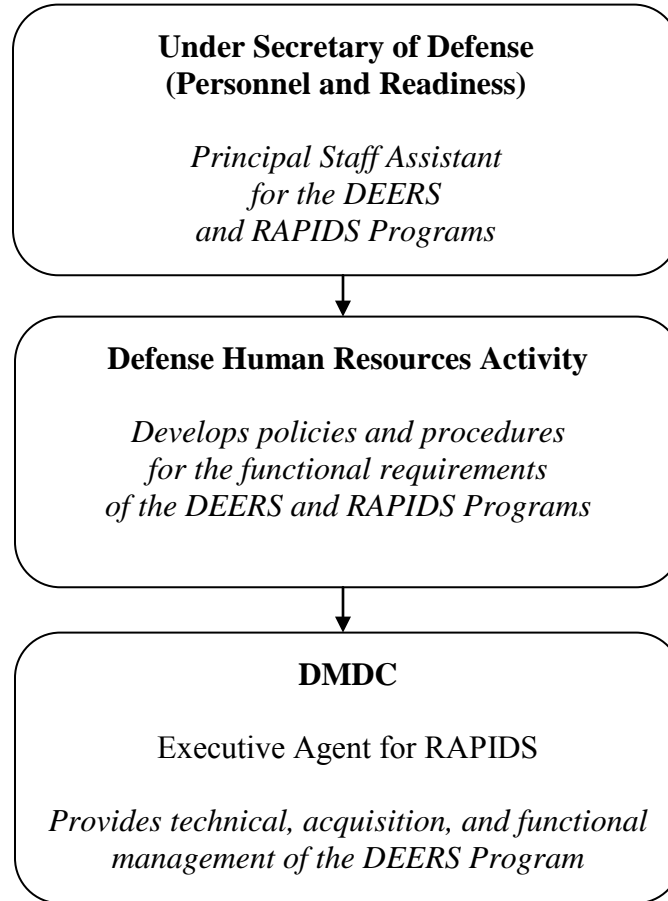 Under Secretary of Defense
(Personnel and Readiness)
Principal Staff Assistant
for the DEERS
and RAPIDS Programs
Defense Human Resources Activity
Develops policies and procedures
for the functional requirements
of the DEERS and RAPIDS Programs
DMDC
Executive Agent for RAPIDS
Provides technical, acquisition, and functional
management of the DEERS Program